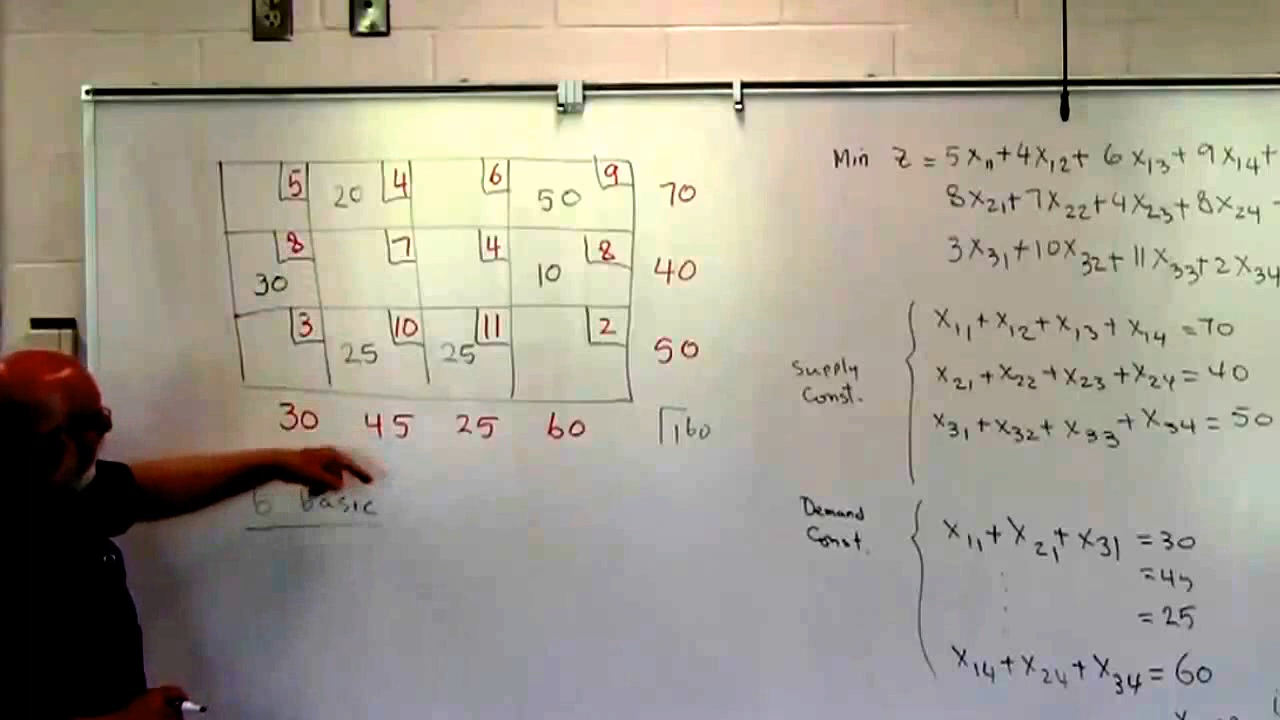 5 20 4 6 50 9 70
30 8 7 4 10 8 40
3 25 10 25 11 2 50
30 45 25 60 160
6 basic
Min Z = 5x₁₁+4x₁₂+ 6x₁₃+9x₁₄+
8x₂₁+7x₂₂+4x₂₃+8x₂₄
3x₃₁+10x₃₂+11x₃₃+2x₃₄
Supply
Const.
x₁₁+x₁₂+x₁₃+x₁₄=70
x₂₁+x₂₂+x₂₃+x₂₄=40
x₃₁+x₃₂+x₃₃+x₃₄=50
Demand
Const.
x₁₁+x₂₁+x₃₁=30
=45
=25
x₁₄+x₂₄+x₃₄=60